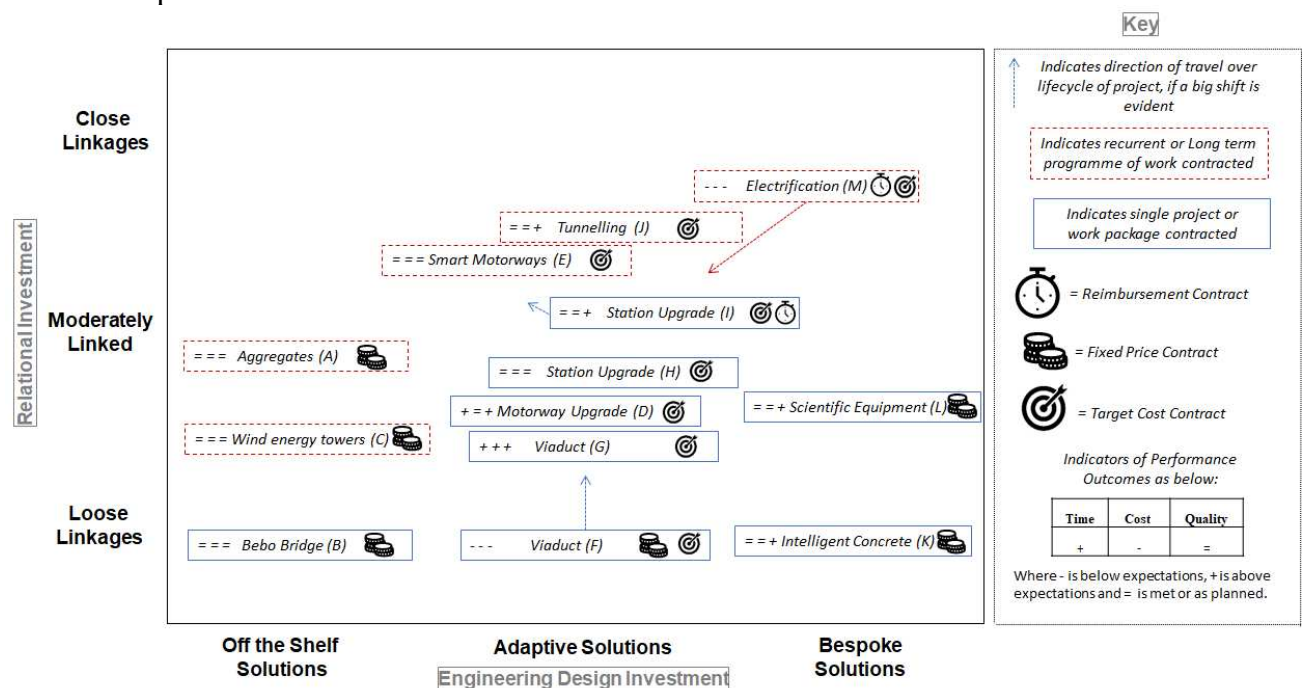 Key
Close
Linkages
Moderately
Linked
Loose
Linkages
Relational Investment
- - - Electrification (M)
= = + Tunnelling (J)
= = = Smart Motorways (E)
= = + Station Upgrade (I)
= = = Aggregates (A)
= = = Station Upgrade (H)
+ = + Motorway Upgrade (D)
= = + Scientific Equipment (L)
= = = Wind energy towers (C)
+ + + Viaduct (G)
= = = Bebo Bridge (B)
- - - Viaduct (F)
= = + Intelligent Concrete (K)
Off the Shelf
Solutions
Adaptive Solutions
Bespoke
Solutions
Engineering Design Investment
Indicates direction of travel over
lifecycle of project, if a big shift is
evident
Indicates recurrent or Long term
programme of work contracted
Indicates single project or
work package contracted
= Reimbursement Contract
= Fixed Price Contract
= Target Cost Contract
Indicators of Performance
Outcomes as below:
Time Cost Quality
+ - =
Where - is below expectations, + is above
expectations and = is met or as planned.